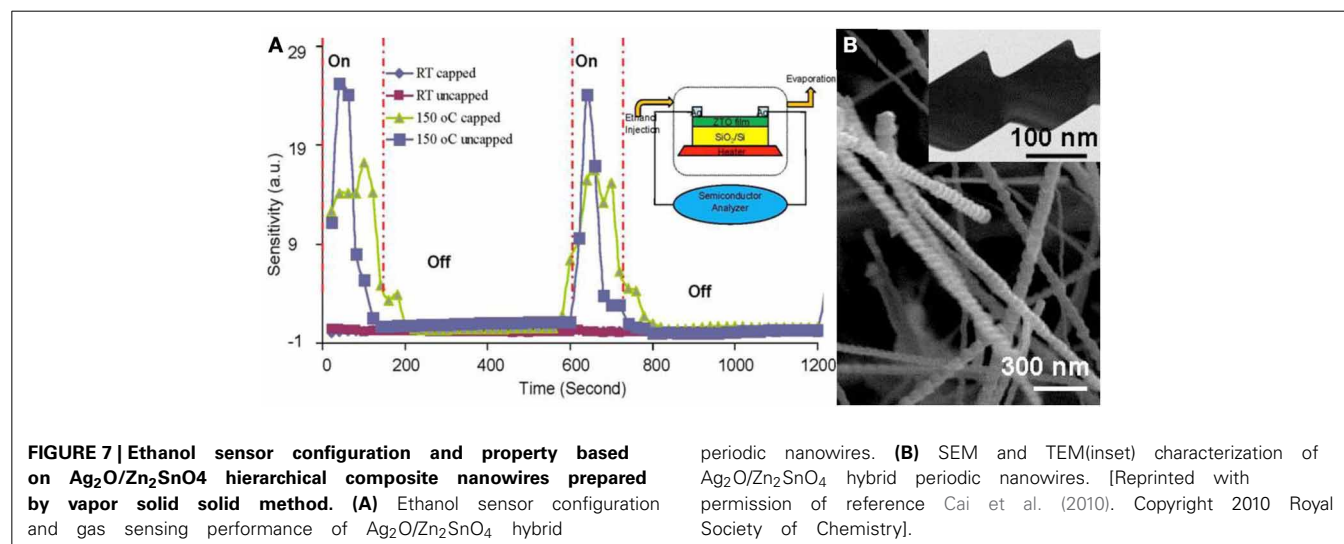 A
29
19
9
-1
Sensitivity (a.u.)
On
On
Off
Off
RT capped
RT uncapped
150 oC capped
150 oC uncapped
0
200
400
600
800
1000
1200
Time (Second)
Evaporation
Ethanol
Injection
Ag
Ag
ZTO film
SiO₂/Si
Heater
Semiconductor
Analyzer
B
100 nm
300 nm
FIGURE 7 | Ethanol sensor configuration and property based
on Ag₂O/Zn₂SnO4 hierarchical composite nanowires prepared
by vapor solid solid method. (A) Ethanol sensor configuration
and gas sensing performance of Ag₂O/Zn₂SnO₄ hybrid
periodic nanowires. (B) SEM and TEM(inset) characterization of
Ag₂O/Zn₂SnO₄ hybrid periodic nanowires. [Reprinted with
permission of reference Cai et al. (2010). Copyright 2010 Royal
Society of Chemistry].